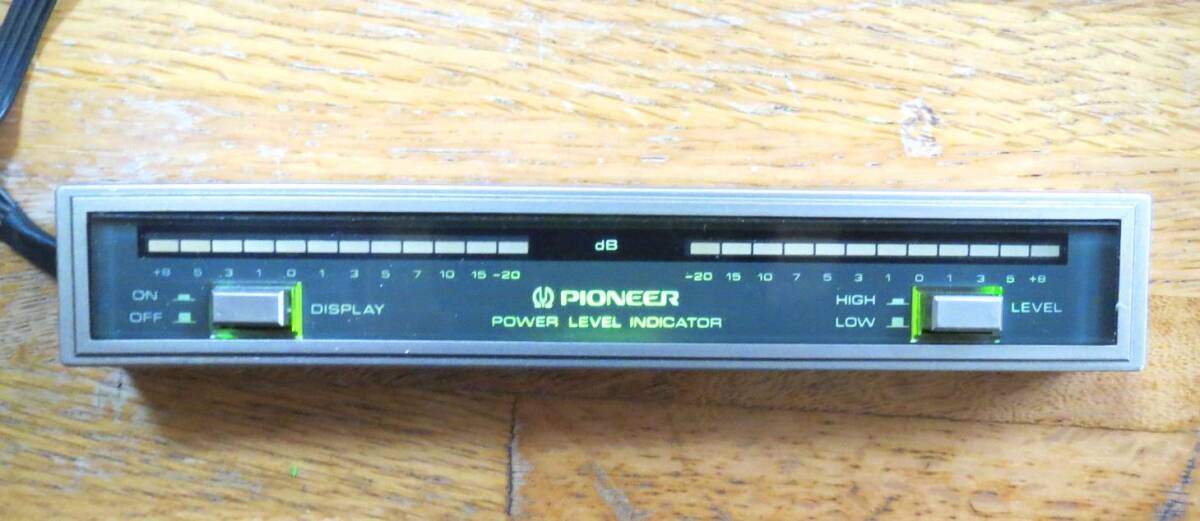 dB
+8 5 3 1 0 1 3 5 7 10 15 -20
-20 15 10 7 5 3 1 0 1 3 5 +8
ON
OFF
DISPLAY
PIONEER
POWER LEVEL INDICATOR
HIGH
LOW
LEVEL